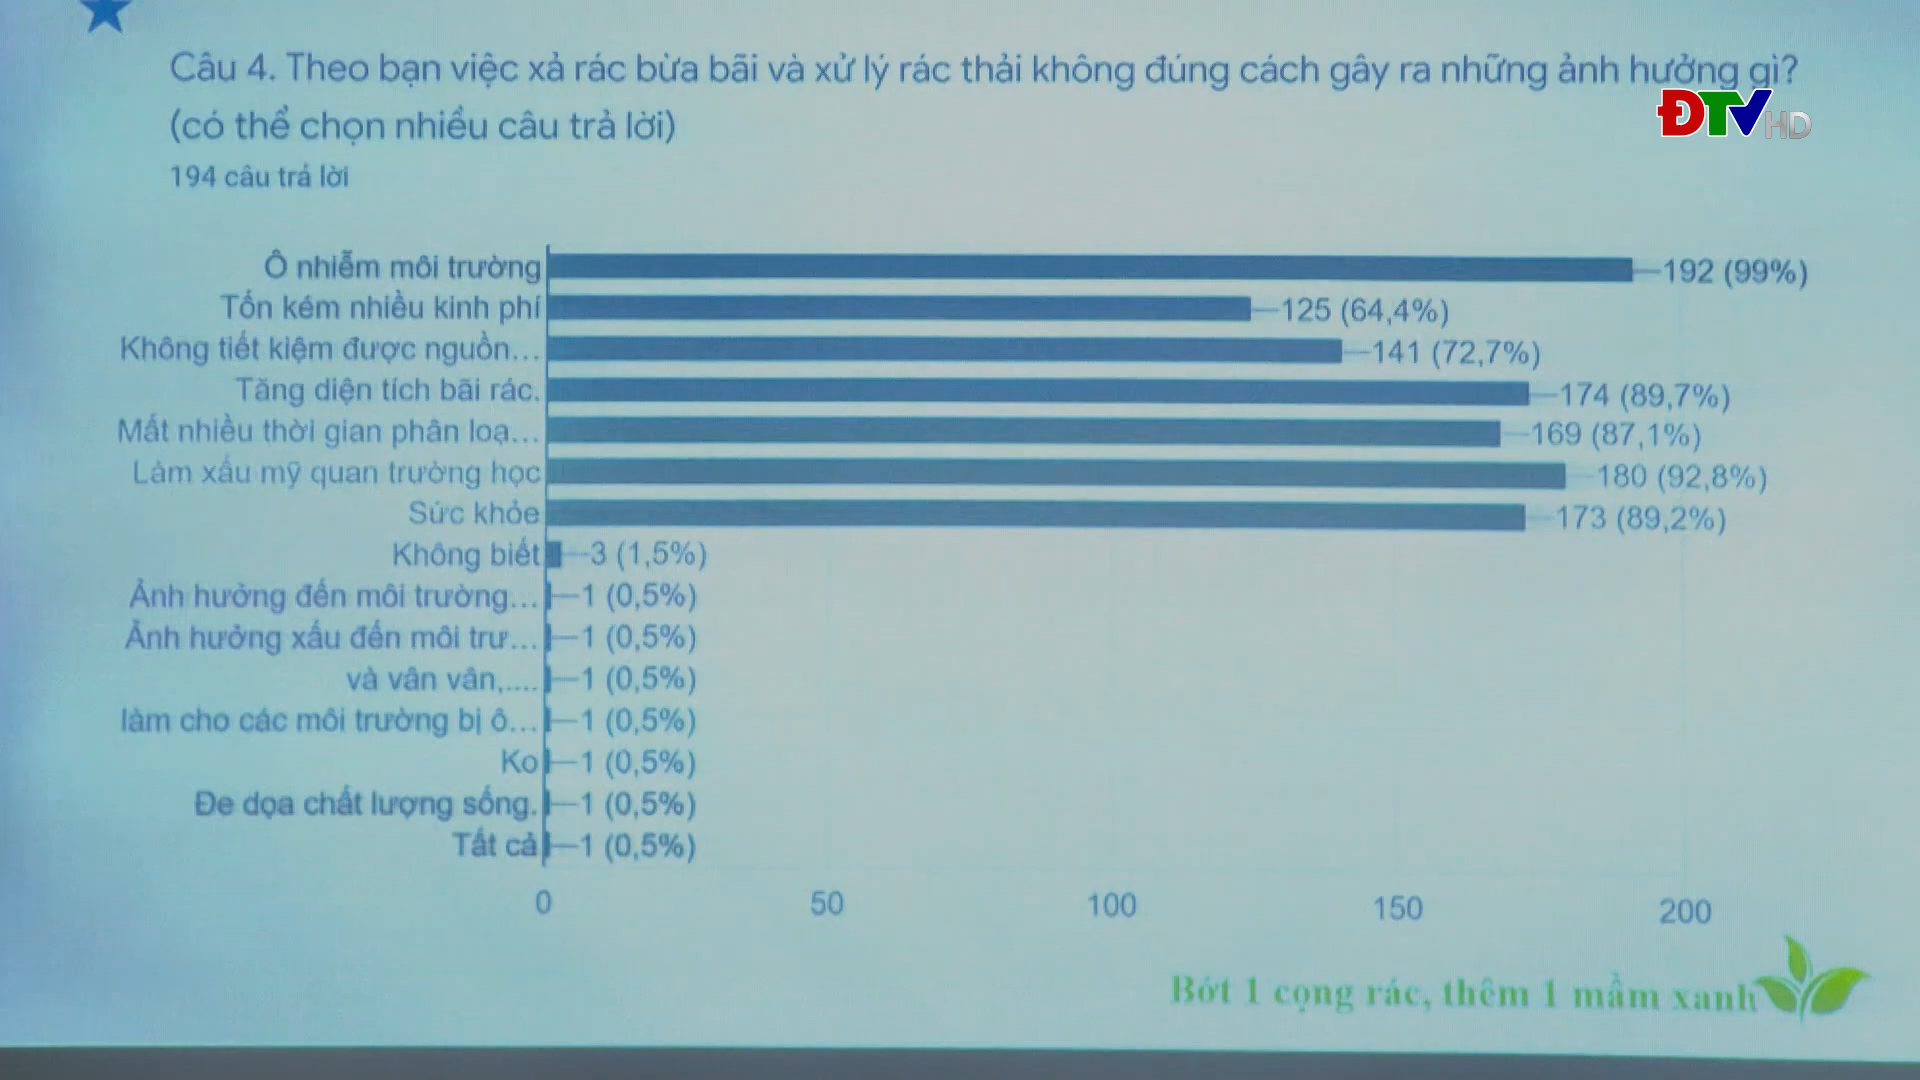 Câu 4. Theo bạn việc xả rác bừa bãi và xử lý rác thải không đúng cách gây ra những ảnh hưởng gì?
(có thể chọn nhiều câu trả lời)
ĐTV HD
194 câu trả lời
Ô nhiễm môi trường 192 (99%)
Tốn kém nhiều kinh phí 125 (64,4%)
Không tiết kiệm được nguồn... 141 (72,7%)
Tăng diện tích bãi rác. 174 (89,7%)
Mất nhiều thời gian phân loạ... 169 (87,1%)
Làm xấu mỹ quan trường học 180 (92,8%)
Sức khỏe 173 (89,2%)
Không biết 3 (1,5%)
Ảnh hưởng đến môi trường... 1 (0,5%)
Ảnh hưởng xấu đến môi trư... 1 (0,5%)
và vân vân,.... 1 (0,5%)
làm cho các môi trường bị ô... 1 (0,5%)
Ko 1 (0,5%)
Đe dọa chất lượng sống. 1 (0,5%)
Tất cả 1 (0,5%)
0 50 100 150 200
Bớt 1 cọng rác, thêm 1 mầm xanh